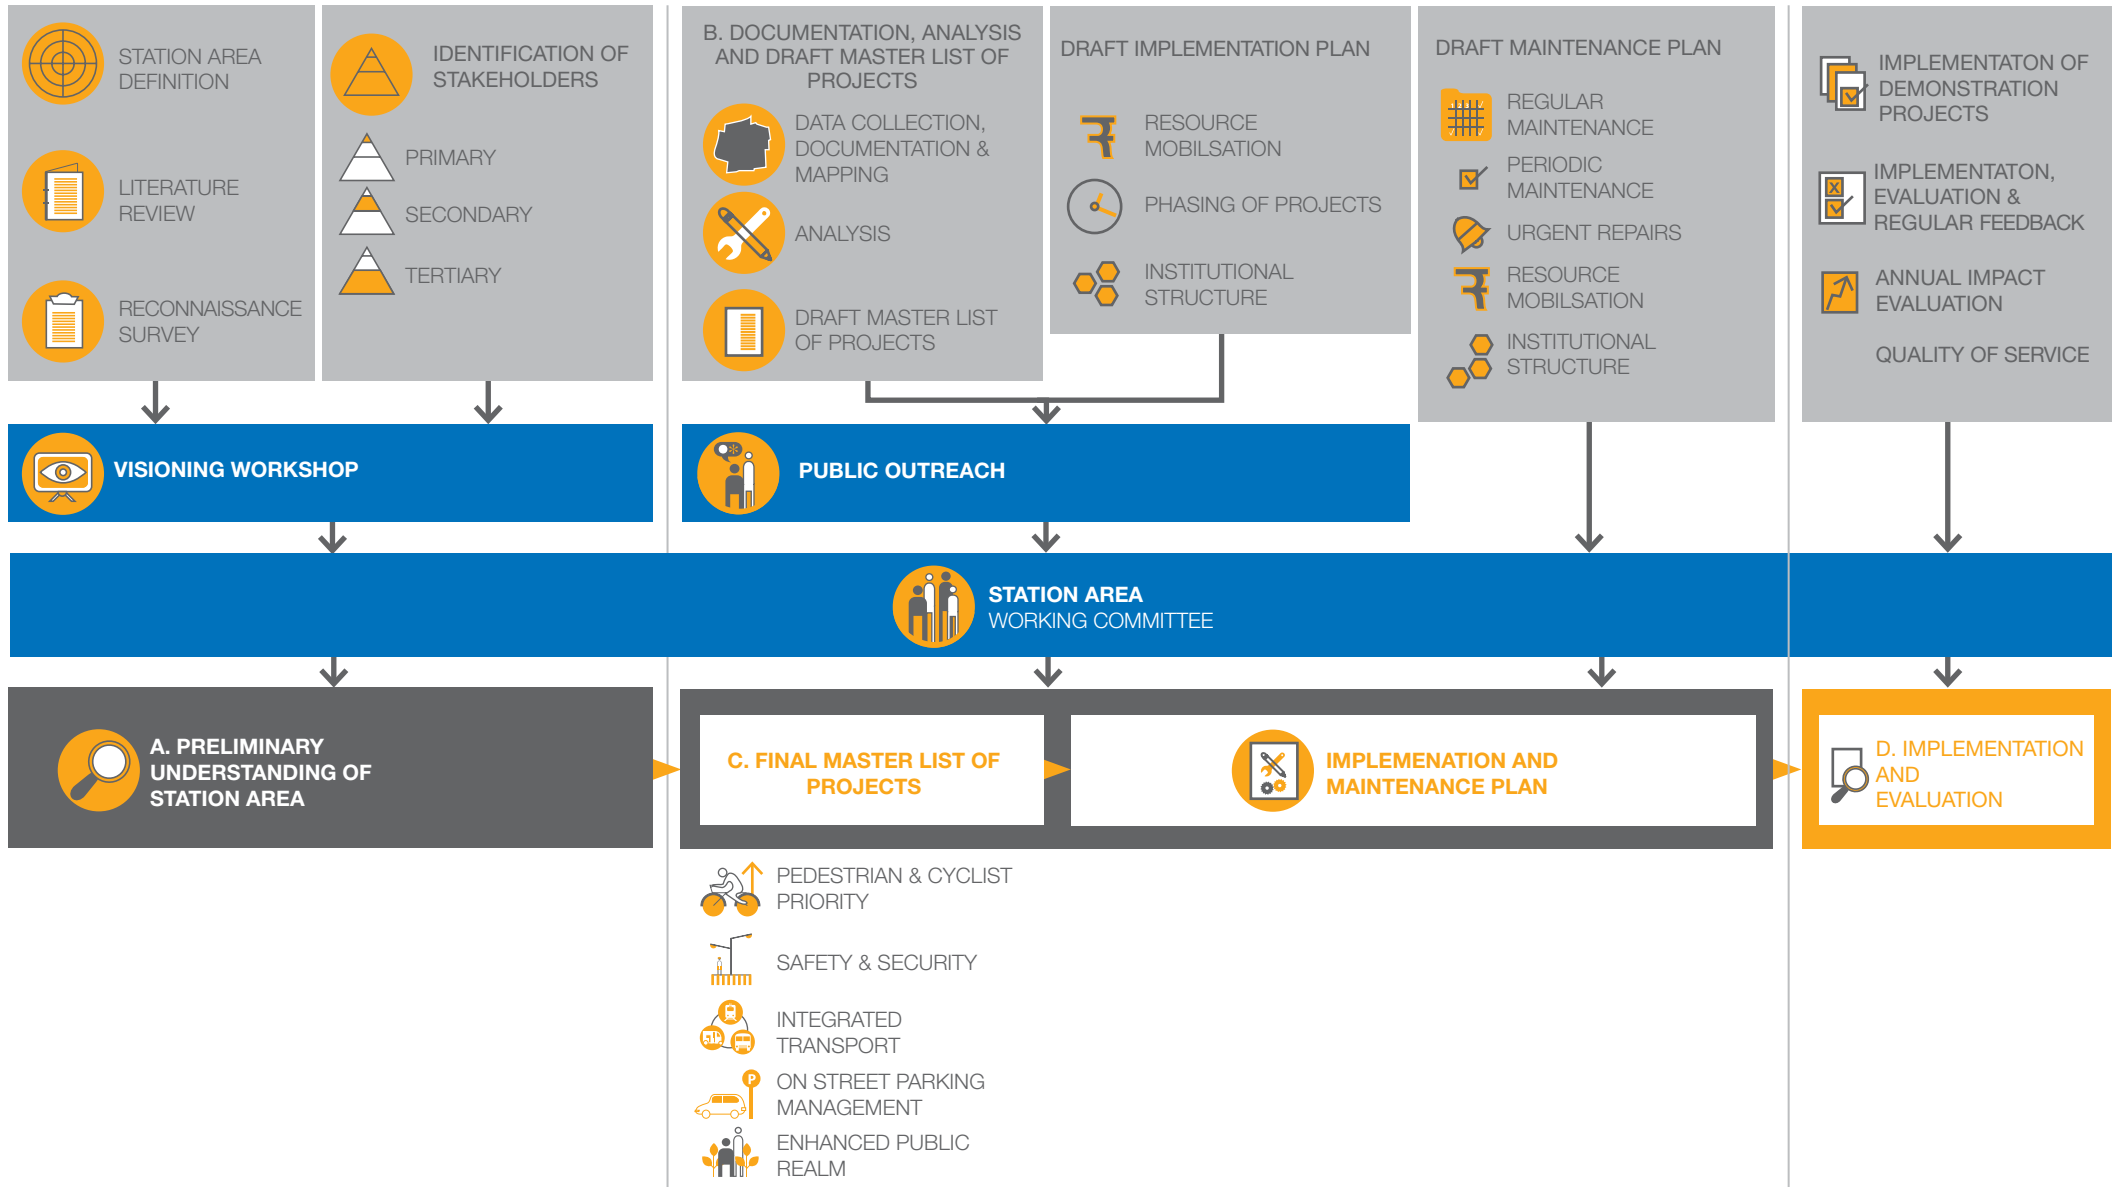 STATION AREA
DEFINITION
LITERATURE
REVIEW
RECONNAISSANCE
SURVEY
IDENTIFICATION OF
STAKEHOLDERS
PRIMARY
SECONDARY
TERTIARY
B. DOCUMENTATION, ANALYSIS
AND DRAFT MASTER LIST OF
PROJECTS
DATA COLLECTION,
DOCUMENTATION &
MAPPING
ANALYSIS
DRAFT MASTER LIST
OF PROJECTS
DRAFT IMPLEMENTATION PLAN
RESOURCE
MOBILSATION
PHASING OF PROJECTS
INSTITUTIONAL
STRUCTURE
DRAFT MAINTENANCE PLAN
REGULAR
MAINTENANCE
PERIODIC
MAINTENANCE
URGENT REPAIRS
RESOURCE
MOBILSATION
INSTITUTIONAL
STRUCTURE
IMPLEMENTATON OF
DEMONSTRATION
PROJECTS
X
IMPLEMENTATON,
EVALUATION &
REGULAR FEEDBACK
ANNUAL IMPACT
EVALUATION
QUALITY OF SERVICE
VISIONING WORKSHOP
PUBLIC OUTREACH
STATION AREA
WORKING COMMITTEE
A. PRELIMINARY
UNDERSTANDING OF
STATION AREA
C. FINAL MASTER LIST OF
PROJECTS
IMPLEMENATION AND
MAINTENANCE PLAN
D. IMPLEMENTATION
AND
EVALUATION
PEDESTRIAN & CYCLIST
PRIORITY
SAFETY & SECURITY
INTEGRATED
TRANSPORT
P
ON STREET PARKING
MANAGEMENT
ENHANCED PUBLIC
REALM